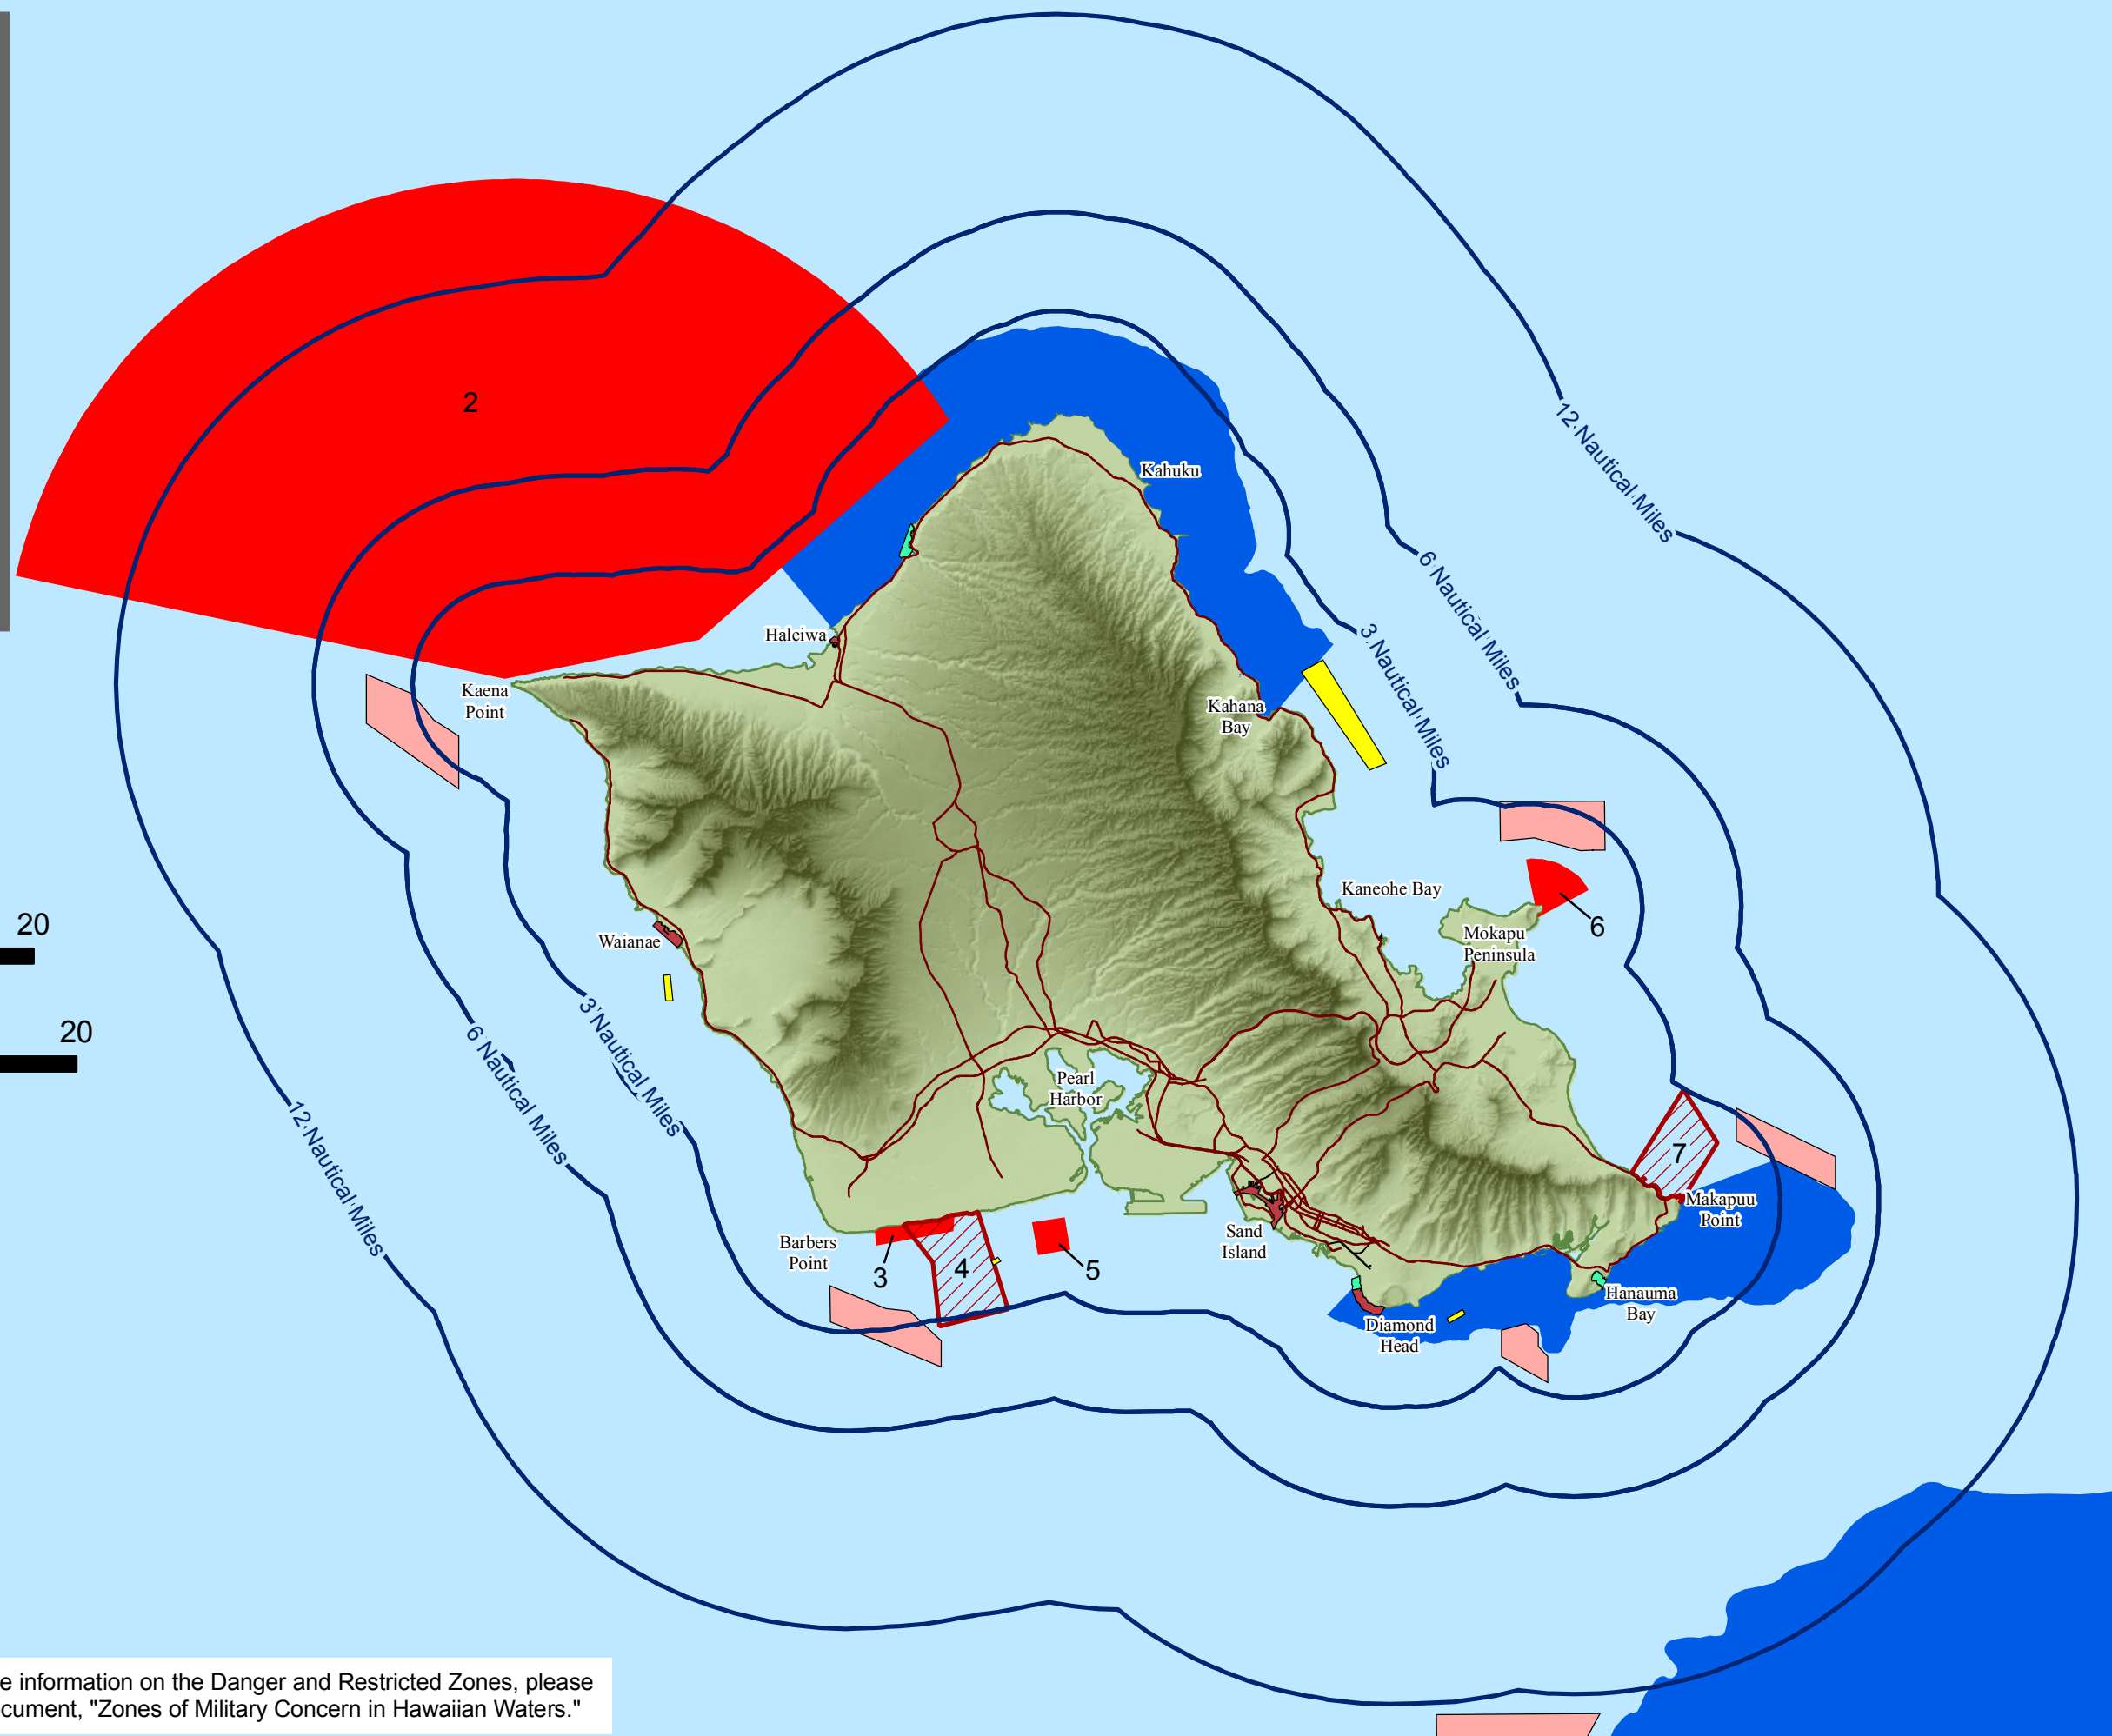 2
12 Nautical Miles
Kahuku
6 Nautical Miles
Haleiwa
3 Nautical Miles
Kaena
Point
Kahana
Bay
Kaneohe Bay
20
6
Mokapu
Peninsula
Waianae
20
3 Nautical Miles
6 Nautical Miles
Pearl
Harbor
12 Nautical Miles
7
Makapuu
Point
Sand
Island
Barbers
Point
3
4
5
Hanauma
Bay
Diamond
Head
e information on the Danger and Restricted Zones, please
cument, "Zones of Military Concern in Hawaiian Waters."